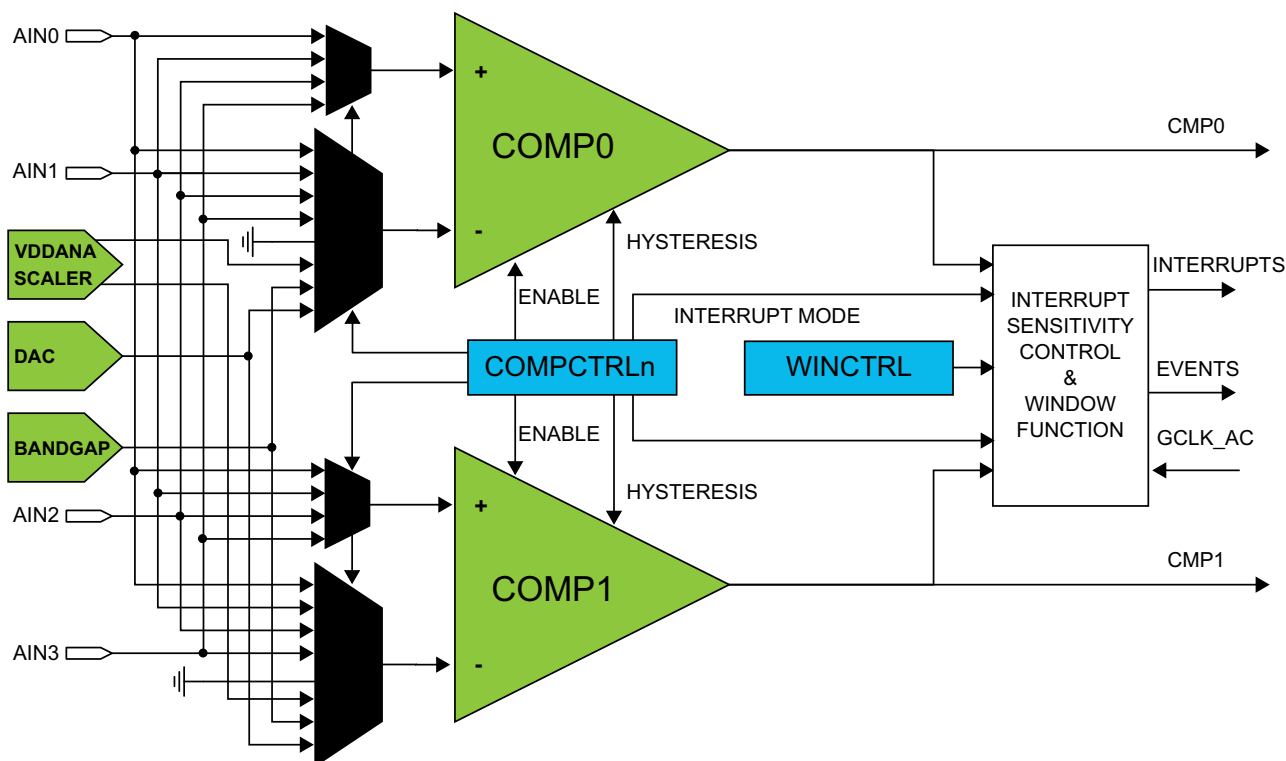 AIN0
+
COMP0
CMP0
AIN1
-
HYSTERESIS
VDDANA
SCALER
ENABLE
INTERRUPT MODE
INTERRUPT
SENSITIVITY
CONTROL
&
WINDOW
FUNCTION
INTERRUPTS
DAC
COMPCTRLn
WINCTRL
EVENTS
BANDGAP
ENABLE
GCLK_AC
HYSTERESIS
AIN2
+
COMP1
CMP1
AIN3
-